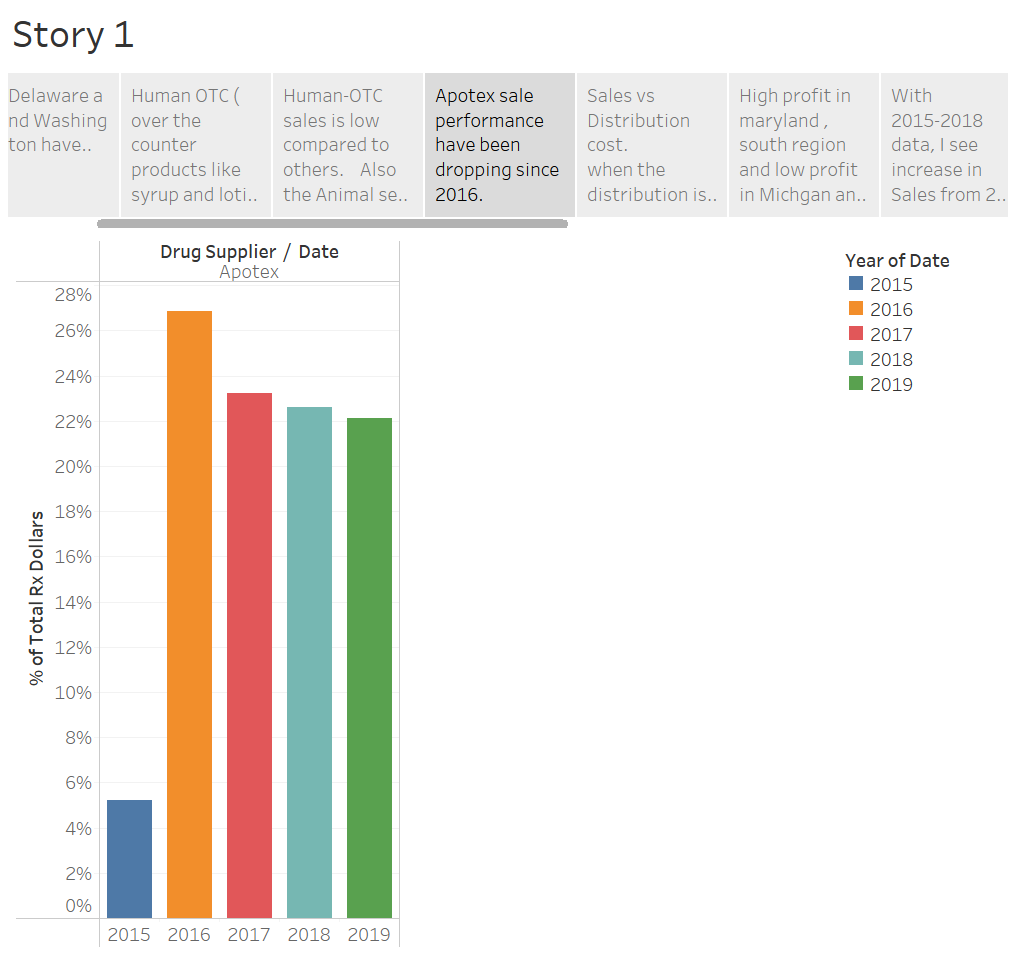 Story 1
Delaware a
nd Washing
ton have..
Human OTC (
over the
counter
products like
syrup and loti..
Human-OTC
sales is low
compared to
others. Also
the Animal se..
Apotex sale
performance
have been
dropping since
2016.
Sales vs
Distribution
cost.
when the
distribution is..
High profit in
maryland ,
south region
and low profit
in Michgan an..
With
2015-2018
data, I see
increase in
Sales from 2..
Drug Supplier / Date
Apotex
% of Total Rx Dollars
28%
26%
24%
22%
20%
18%
16%
14%
12%
10%
8%
6%
4%
2%
0%
2015 2016 2017 2018 2019
Year of Date
2015
2016
2017
2018
2019